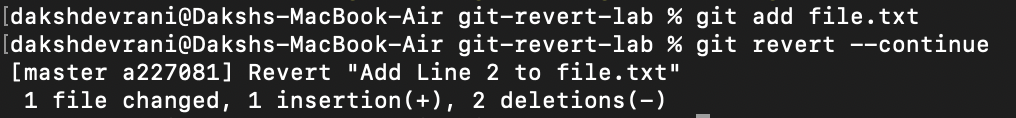 [dakshdevrani@Dakshs-MacBook-Air git-revert-lab % git add file.txt
[dakshdevrani@Dakshs-MacBook-Air git-revert-lab % git revert --continue
[master a227081] Revert "Add Line 2 to file.txt"
 1 file changed, 1 insertion(+), 2 deletions(-)